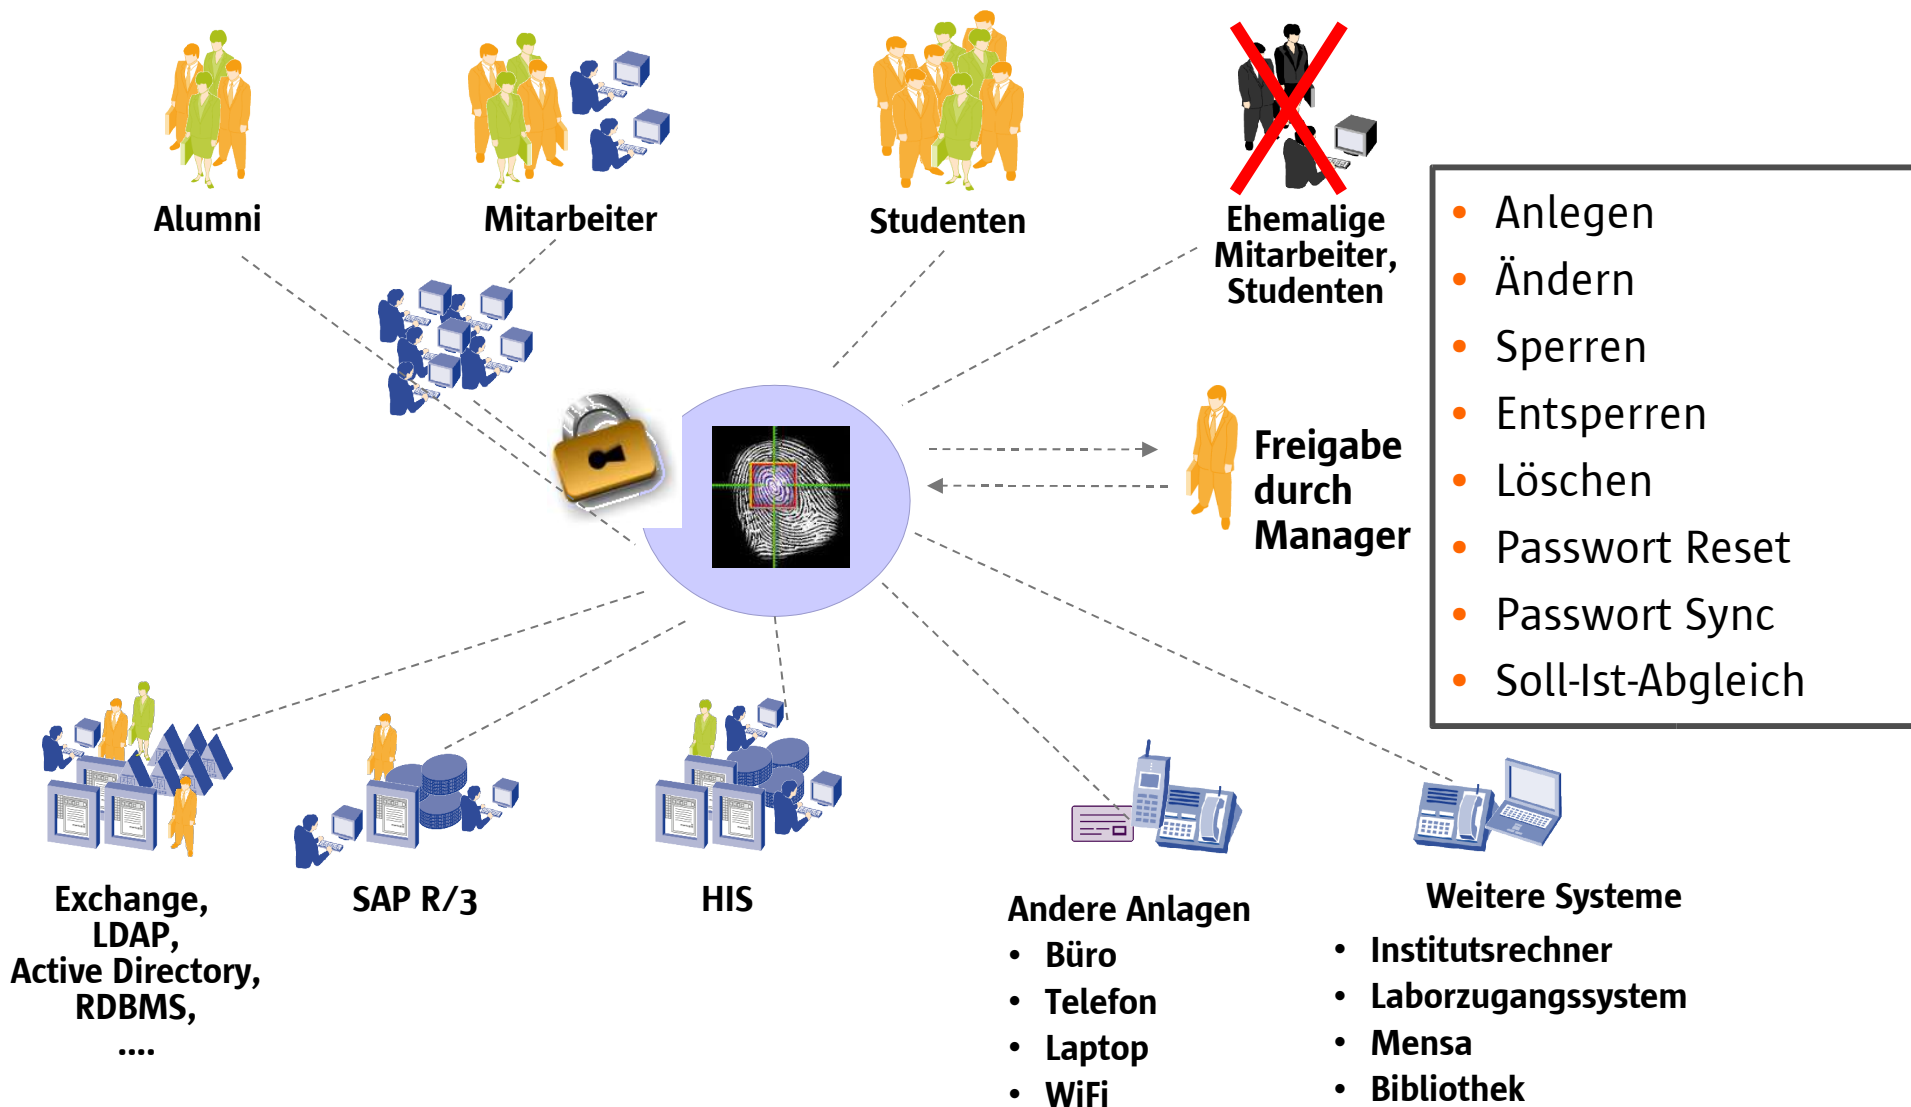 Alumni
Mitarbeiter
Studenten
Ehemalige
Mitarbeiter,
Studenten
• Anlegen
• Ändern
• Sperren
• Entsperren
• Löschen
• Passwort Reset
• Passwort Sync
• Soll-Ist-Abgleich
Freigabe
durch
Manager
Exchange,
LDAP,
Active Directory,
RDBMS,
....
SAP R/3
HIS
Andere Anlagen
• Büro
• Telefon
• Laptop
• WiFi
Weitere Systeme
• Institutsrechner
• Laborzugangssystem
• Mensa
• Bibliothek